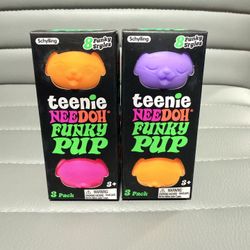 Schylling
8 Funky Styles
teenie
NEEDOH®
FUNKY
PUP
3 Pack
3+
Schylling
8 Funky Styles
teenie
NEEDOH®
FUNKY
PUP
3 Pack
3+